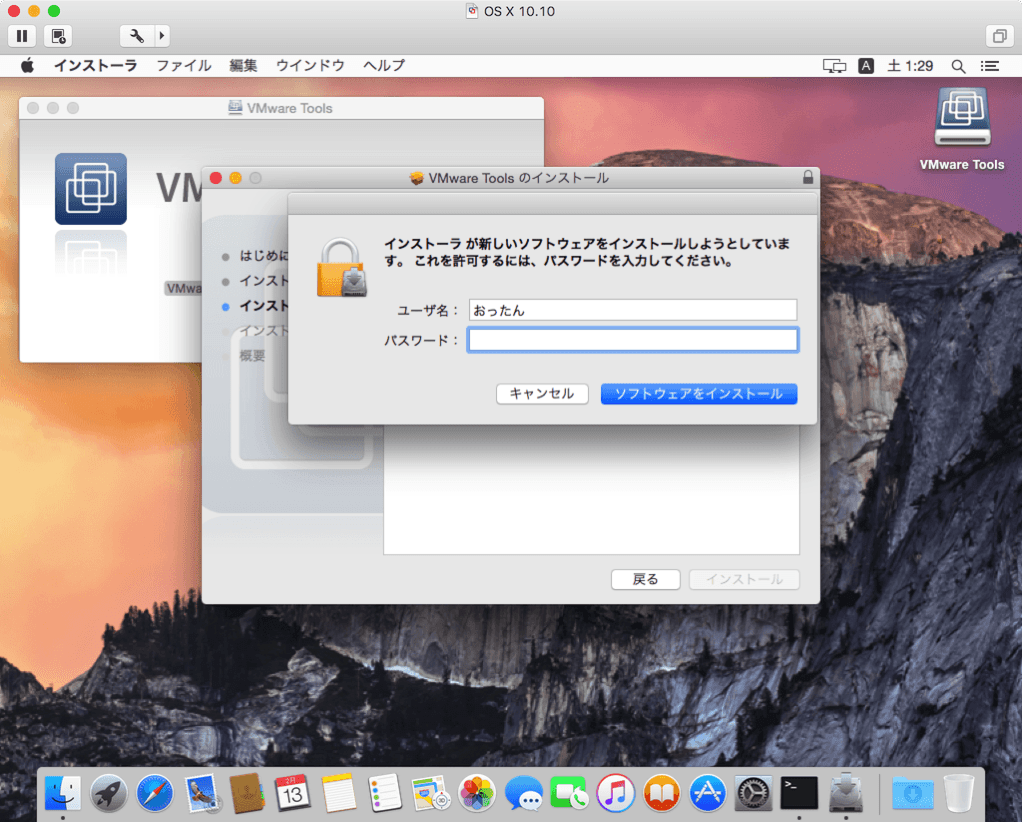 OS X 10.10
インストーラ ファイル 編集 ウインドウ ヘルプ
A 土 1:29
VMware Tools
VMware Tools
VMware Tools のインストール
インストーラ が新しいソフトウェアをインストールしようとしていま
す。 これを許可するには、パスワードを入力してください。
ユーザ名：
おったん
パスワード：
キャンセル
ソフトウェアをインストール
はじめに
インスト
インスト
インスト
概要
戻る
インストール
2月
13